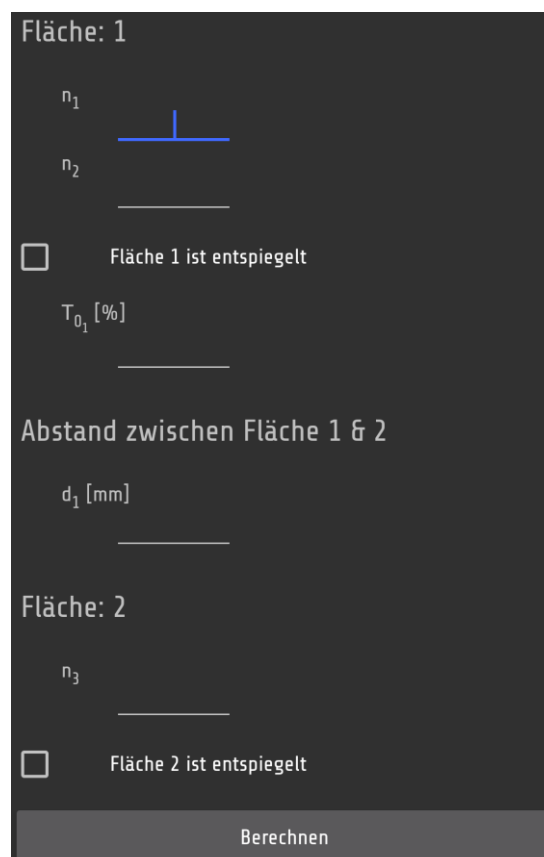 Fläche: 1
n₁
n₂
Fläche 1 ist entspiegelt
T₀₁ [%]
Abstand zwischen Fläche 1 & 2
d₁ [mm]
Fläche: 2
n₃
Fläche 2 ist entspiegelt
Berechnen